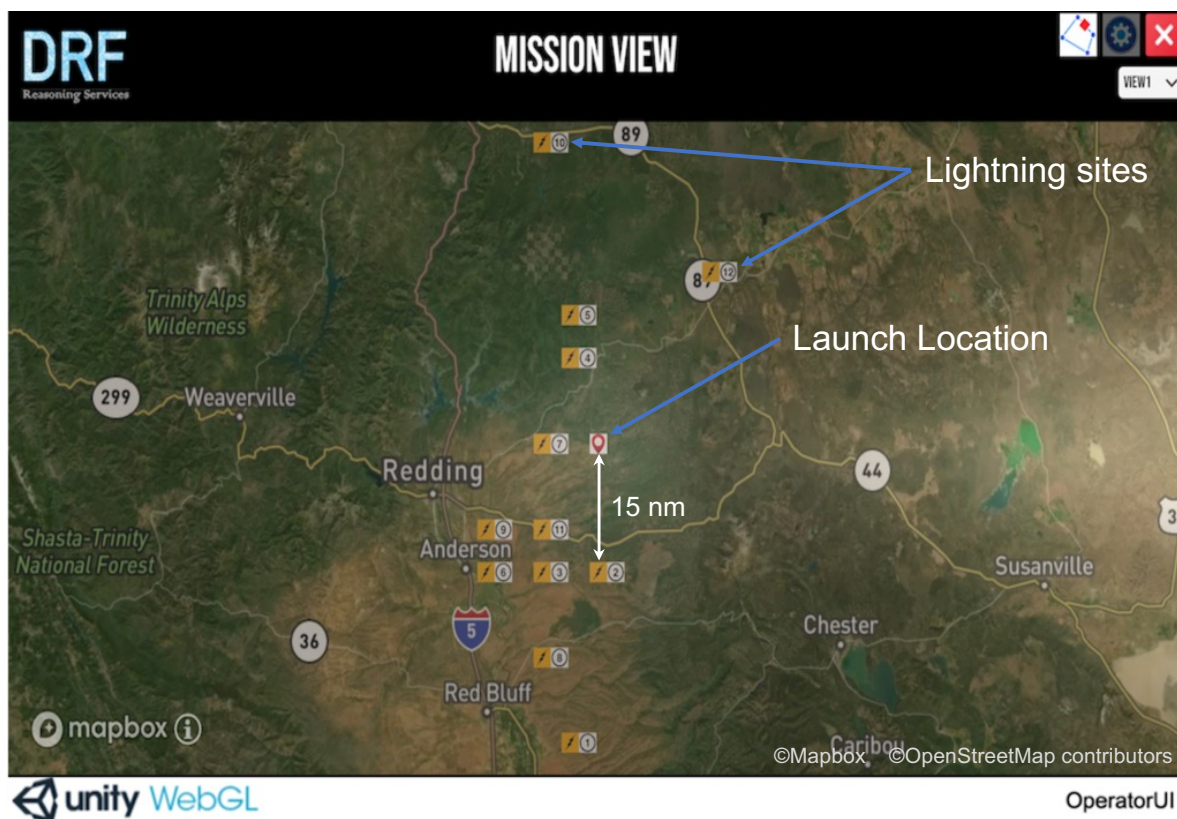 DRF
Reasoning Services
MISSION VIEW
VIEW1
10
89
Lightning sites
12
89
Trinity Alps
Wilderness
5
4
Launch Location
299
Weaverville
7
Redding
44
15 nm
3
9
11
Shasta-Trinity
National Forest
Anderson
6
3
2
Susanville
5
36
Chester
8
Red Bluff
mapbox
1
Caribou
©Mapbox ©OpenStreetMap contributors
unity WebGL
OperatorUI